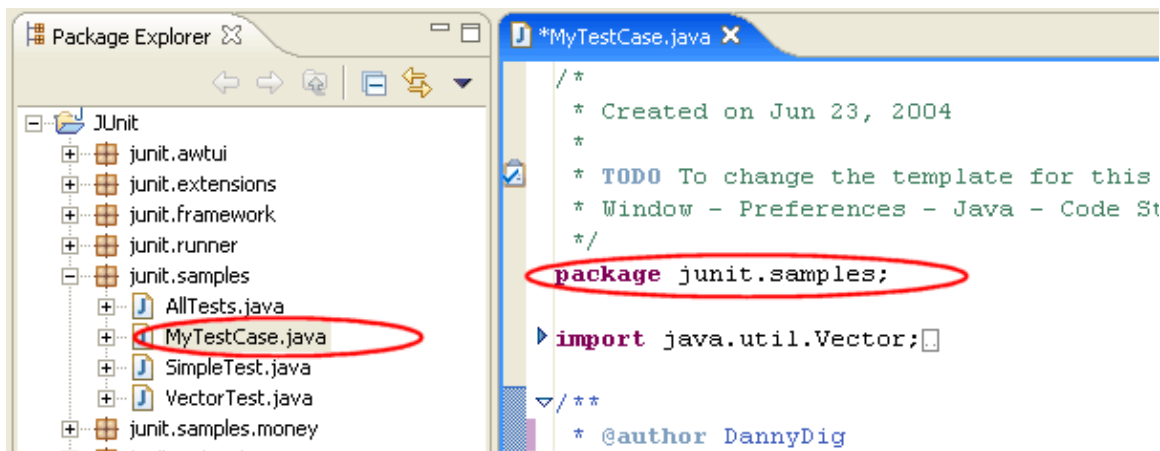 Package Explorer
JUnit
junit.awtui
junit.extensions
junit.framework
junit.runner
junit.samples
AllTests.java
MyTestCase.java
SimpleTest.java
VectorTest.java
junit.samples.money
*MyTestCase.java
/*
* Created on Jun 23, 2004
*
* TODO To change the template for this
* Window - Preferences - Java - Code St
*/
package junit.samples;
import java.util.Vector;
/**
* @author DannyDig